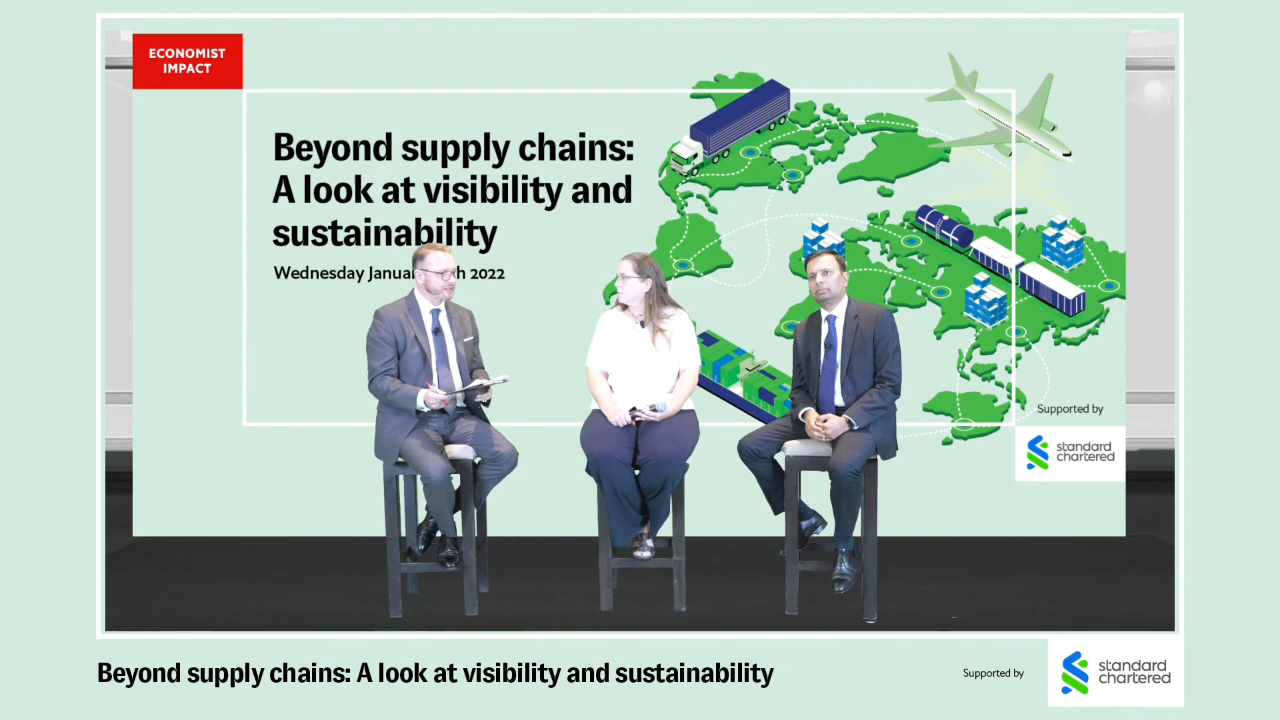 ECONOMIST
IMPACT
Beyond supply chains:
A look at visibility and
sustainability
Wednesday 2022
Supported by
standard
chartered
Beyond supply chains: A look at visibility and sustainability
Supported by
standard
chartered